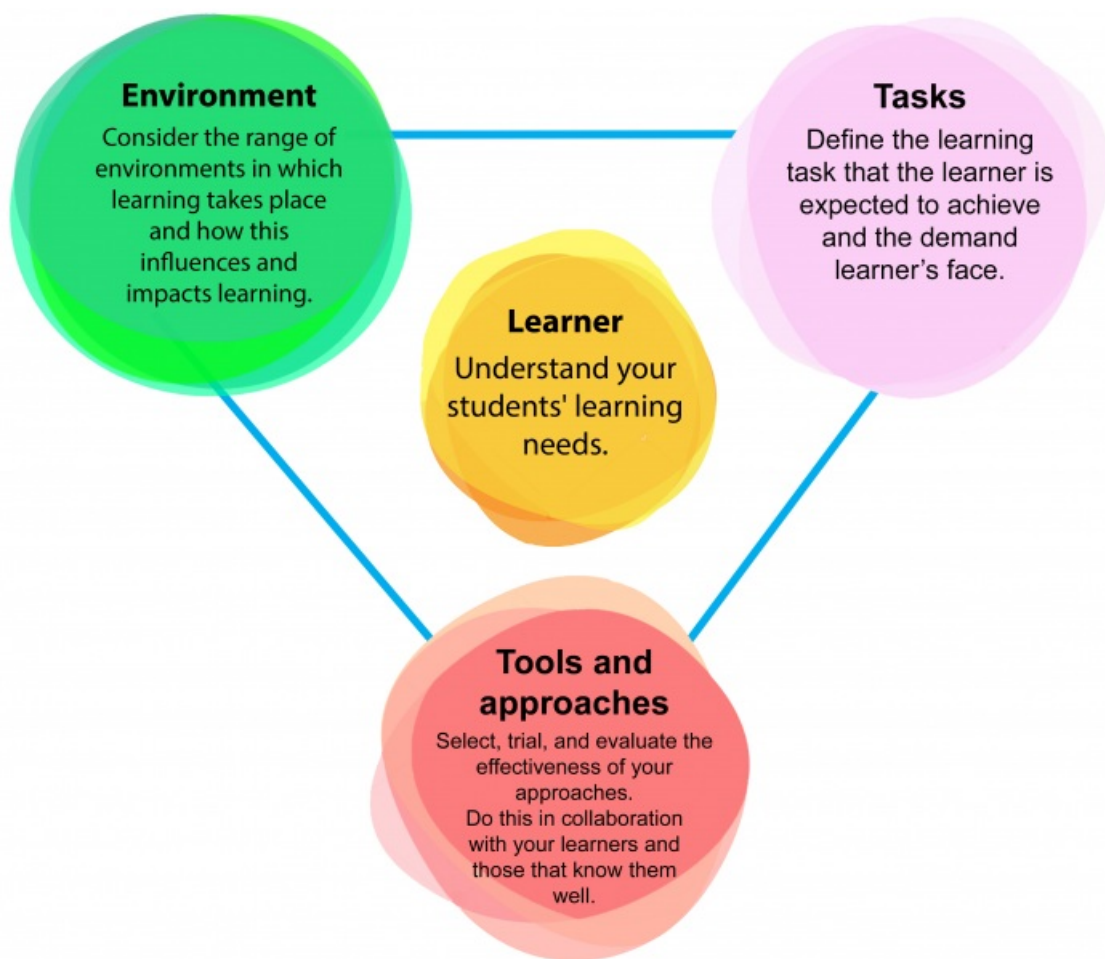 Environment
Consider the range of
environments in which
learning takes place
and how this
influences and
impacts learning.
Tasks
Define the learning
task that the learner is
expected to achieve
and the demand
learner's face.
Learner
Understand your
students' learning
needs.
Tools and
approaches
Select, trial, and evaluate the
effectiveness of your
approaches.
Do this in collaboration
with your learners and
those that know them
well.